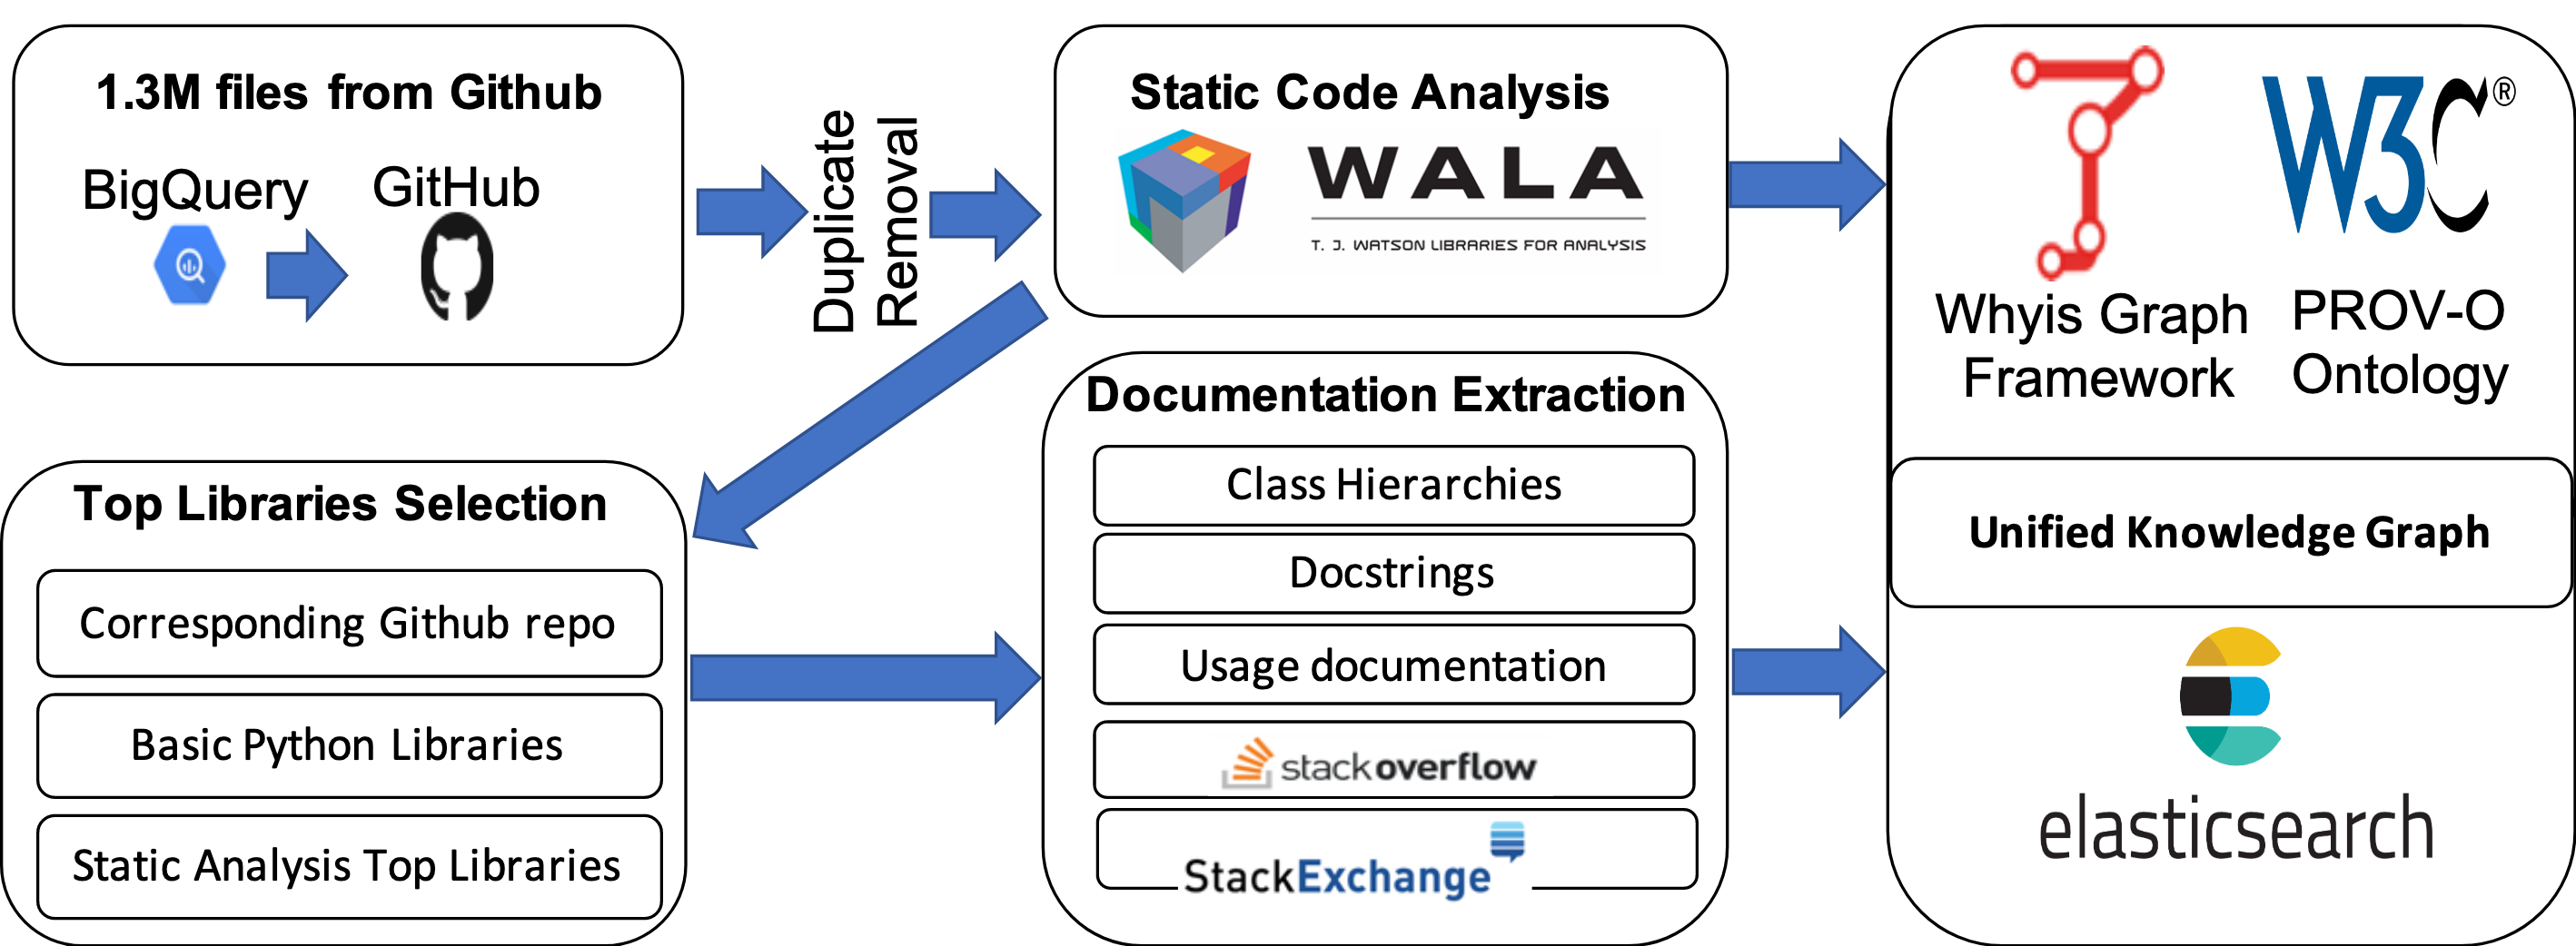 1.3M files from Github
BigQuery
GitHub
Duplicate
Removal
Static Code Analysis
WALA
T. J. WATSON LIBRARIES FOR ANALYSIS
W3C®
Whyis Graph
Framework
PROV-O
Ontology
Top Libraries Selection
Corresponding Github repo
Basic Python Libraries
Static Analysis Top Libraries
Documentation Extraction
Class Hierarchies
Docstrings
Usage documentation
stackoverflow
StackExchange
Unified Knowledge Graph
elasticsearch